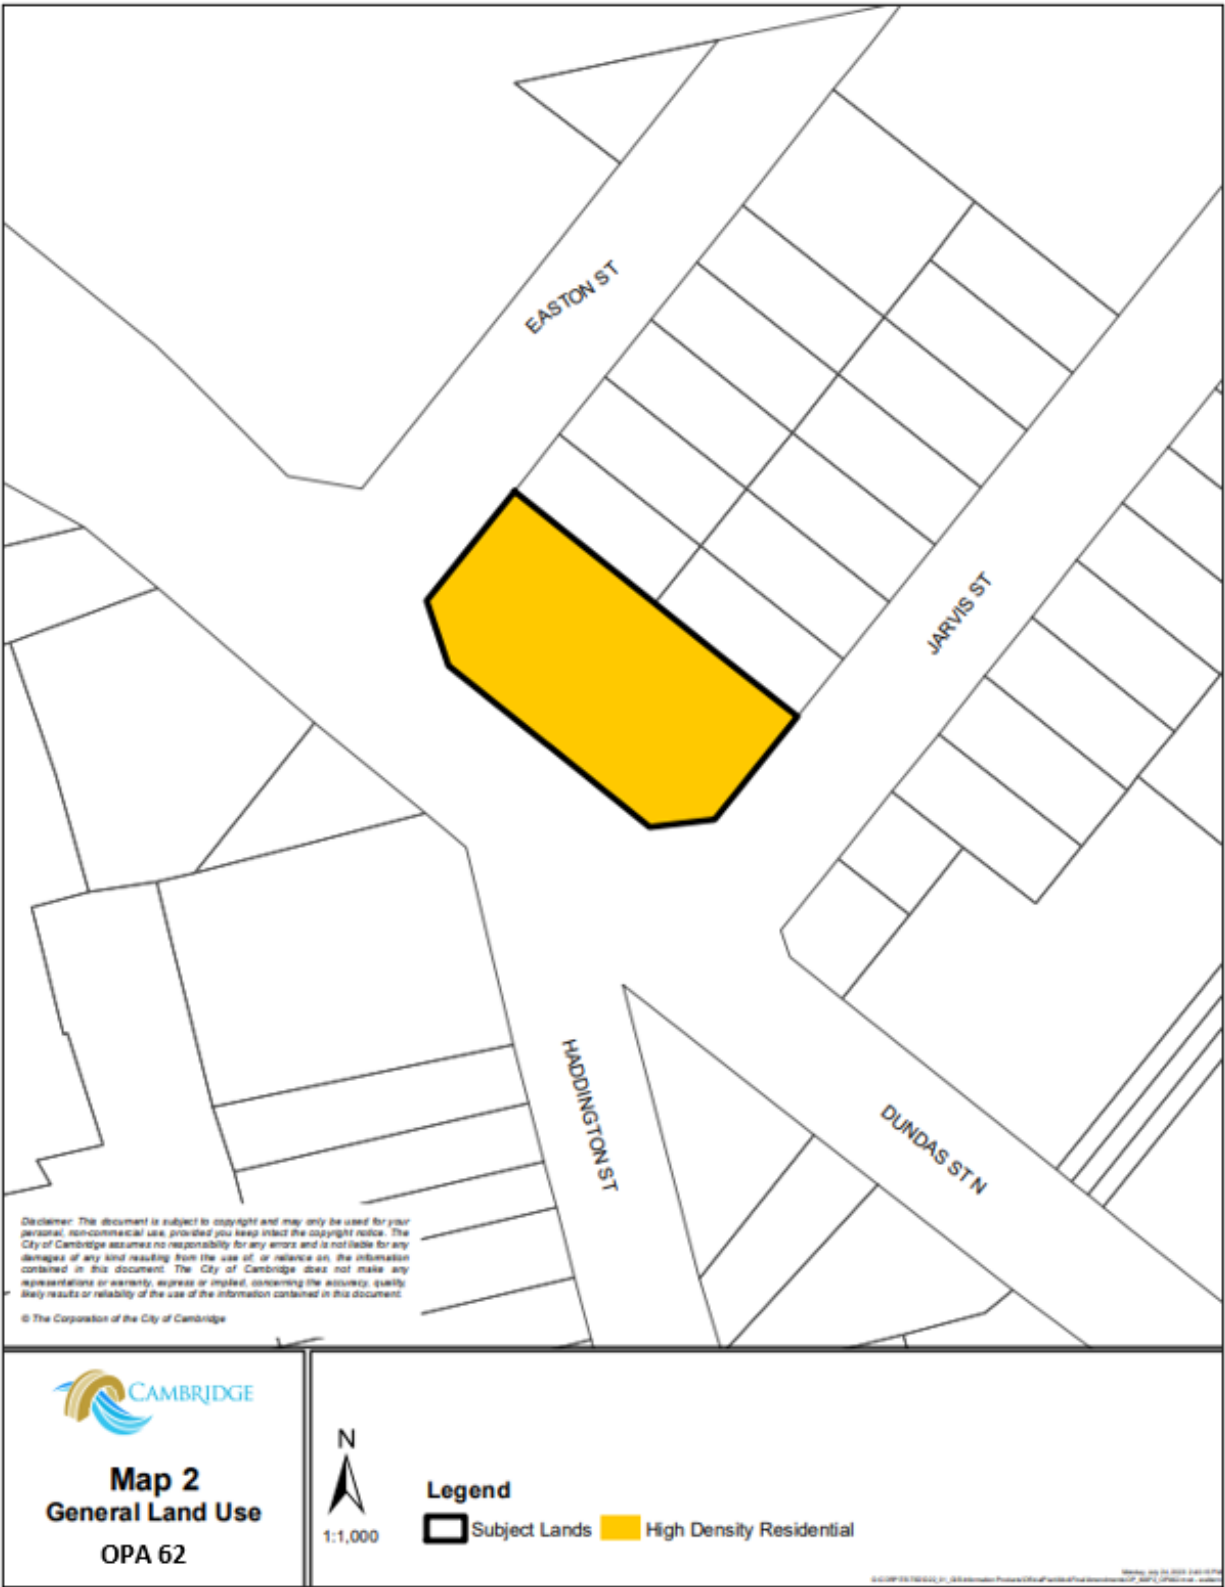 EASTON ST
JARVIS ST
HADDINGTON ST
DUNDAS ST N
Disclaimer: This document is subject to copyright and may only be used for your
personal, non-commercial use, provided you keep intact the copyright notice. The
City of Cambridge assumes no responsibility for any errors and is not liable for any
damages of any kind resulting from the use of, or reliance on, the information
contained in this document. The City of Cambridge does not make any
representations or warranty, express or implied, concerning the accuracy, quality,
likely results or reliability of the use of the information contained in this document.
© The Corporation of the City of Cambridge
CAMBRIDGE
Map 2
General Land Use
OPA 62
N
1:1,000
Legend
Subject Lands
High Density Residential